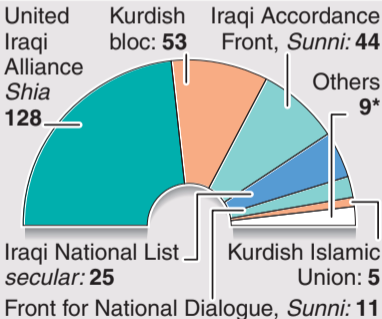 United
Iraqi
Alliance
Shia
128
Kurdish
bloc: 53
Iraqi Accordance
Front, Sunni: 44
Others
9*
Iraqi National List
secular: 25
Kurdish Islamic
Union: 5
Front for National Dialogue, Sunni: 11